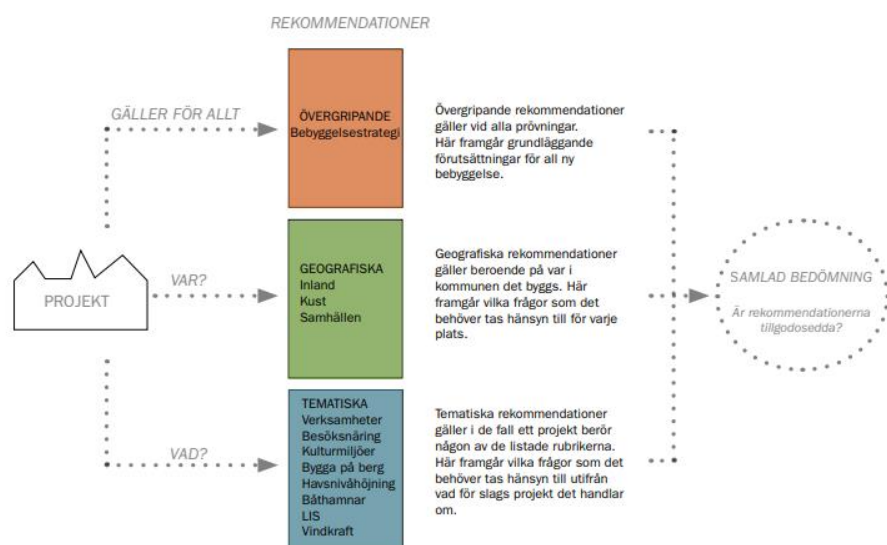 REKOMMENDATIONER
GÄLLER FÖR ALLT
ÖVERGRIPANDE
Bebyggelsestrategi
Övergripande rekommendationer
gäller vid alla prövningar.
Här framgår grundläggande
förutsättningar för all ny
bebyggelse.
PROJEKT
VAR?
GEOGRAFISKA
Inland
Kust
Samhällen
Geografiska rekommendationer
gäller beroende på var i
kommunen det byggs. Här
framgår vilka frågor som det
behöver tas hänsyn till för varje
plats.
SAMLAD BEDÖMNING
Är rekommendationerna
tillgodosedda?
VAD?
TEMATISKA
Verksamheter
Besöksnäring
Kulturmiljöer
Bygga på berg
Havsnivåhöjning
Båthamnar
LIS
Vindkraft
Tematiska rekommendationer
gäller i de fall ett projekt berör
någon av de listade rubrikerna.
Här framgår vilka frågor som det
behöver tas hänsyn till utifrån
vad för slags projekt det handlar
om.